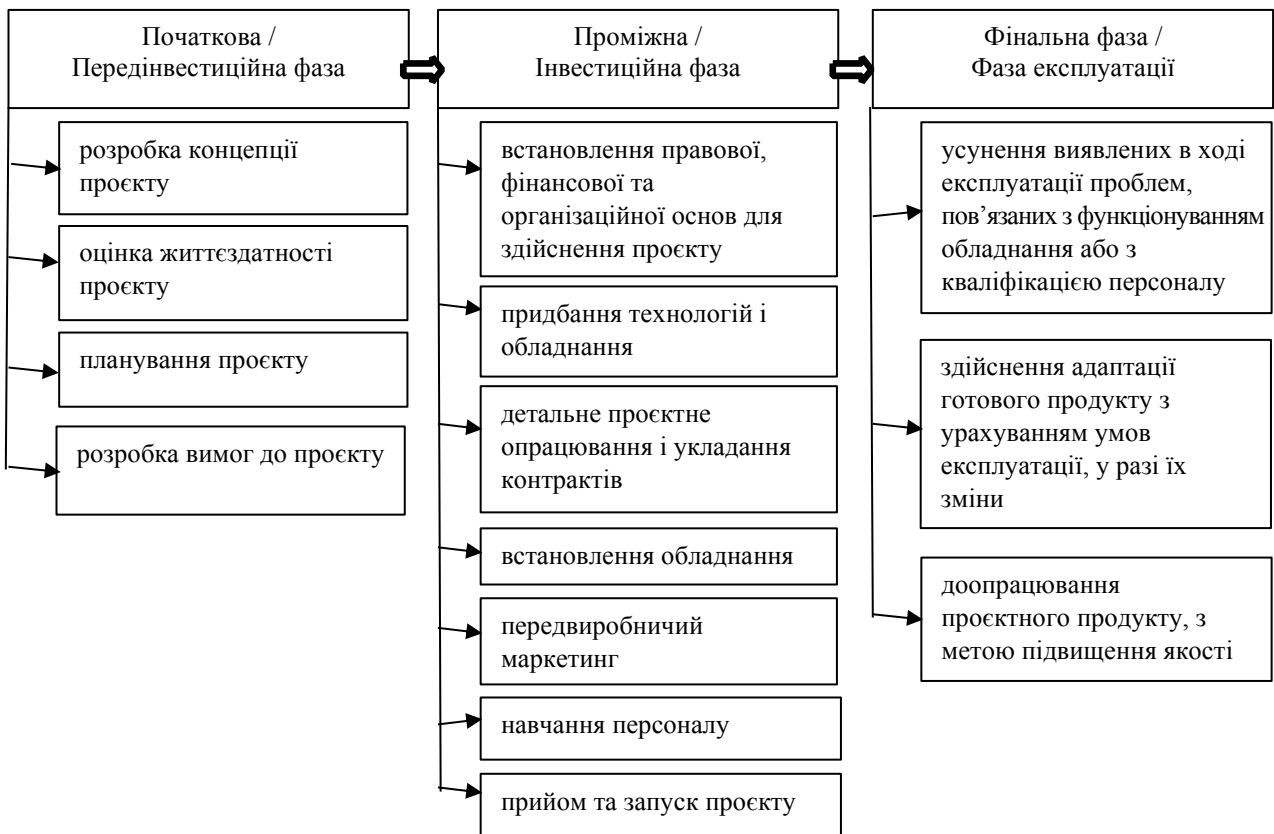 Початкова /
Передінвестиційна фаза
розробка концепції
проєкту
оцінка життєздатності
проєкту
планування проєкту
розробка вимог до проєкту
Проміжна /
Інвестиційна фаза
встановлення правової,
фінансової та
організаційної основ для
здійснення проєкту
придбання технологій і
обладнання
детальне проєктне
опрацювання і укладання
контрактів
встановлення обладнання
передвиробничий
маркетинг
навчання персоналу
прийом та запуск проєкту
Фінальна фаза /
Фаза експлуатації
усунення виявлених в ході
експлуатації проблем,
пов’язаних з функціонуванням
обладнання або з
кваліфікацією персоналу
здійснення адаптації
готового продукту з
урахуванням умов
експлуатації, у разі їх
зміни
доопрацювання
проєктного продукту, з
метою підвищення якості